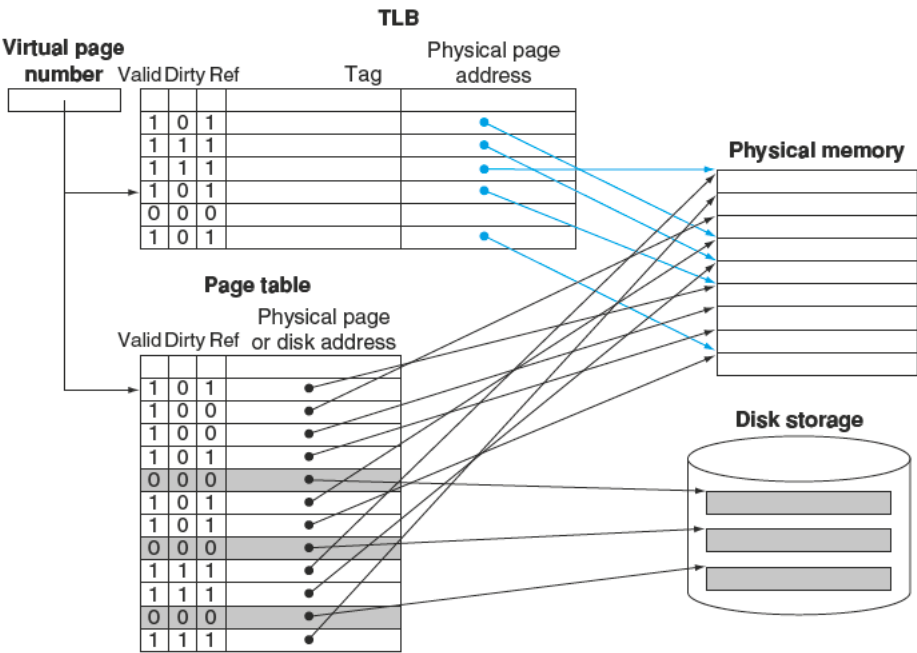 TLB
Virtual page
number
Valid Dirty Ref
Tag
Physical page
address
1 0 1
1 1 1
1 1 1
1 0 1
0 0 0
1 0 1
Physical memory
Page table
Valid Dirty Ref
Physical page
or disk address
1 0 1
1 0 0
1 0 0
1 0 1
0 0 0
1 0 1
1 0 1
0 0 0
1 1 1
1 1 1
0 0 0
1 1 1
Disk storage